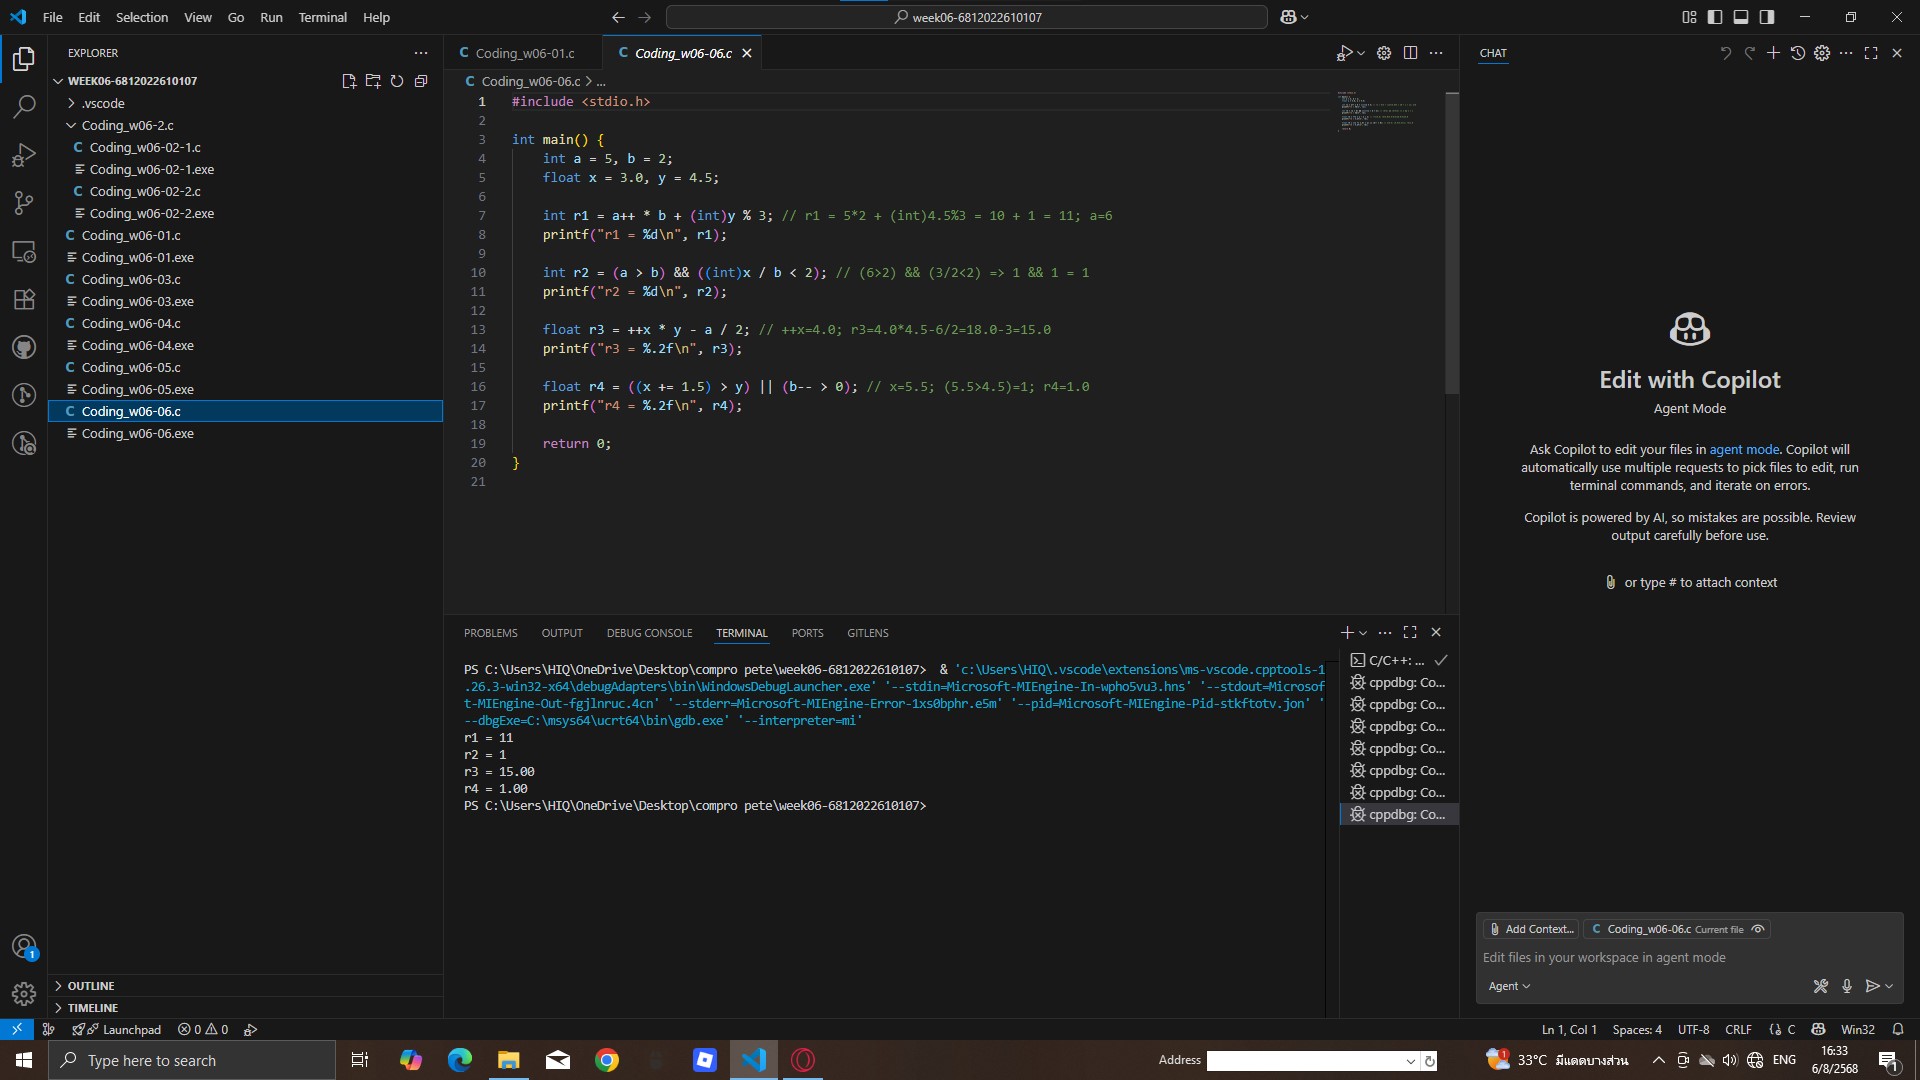 File Edit Selection View Go Run Terminal Help
week06-6812022610107
EXPLORER
WEEK06-6812022610107
.vscode
Coding_w06-2.c
C Coding_w06-02-1.c
Coding_w06-02-1.exe
C Coding_w06-02-2.c
Coding_w06-02-2.exe
C Coding_w06-01.c
Coding_w06-01.exe
C Coding_w06-03.c
Coding_w06-03.exe
C Coding_w06-04.c
Coding_w06-04.exe
C Coding_w06-05.c
Coding_w06-05.exe
C Coding_w06-06.c
Coding_w06-06.exe
OUTLINE
TIMELINE
C Coding_w06-01.c
C Coding_w06-06.c
C Coding_w06-06.c > ...
1 #include <stdio.h>
2
3 int main() {
4 int a = 5, b = 2;
5 float x = 3.0, y = 4.5;
6
7 int r1 = a++ * b + (int)y % 3; // r1 = 5*2 + (int)4.5%3 = 10 + 1 = 11; a=6
8 printf("r1 = %d\n", r1);
9
10 int r2 = (a > b) && ((int)x / b < 2); // (6>2) && (3/2<2) => 1 && 1 = 1
11 printf("r2 = %d\n", r2);
12
13 float r3 = ++x * y - a / 2; // ++x=4.0; r3=4.0*4.5-6/2=18.0-3=15.0
14 printf("r3 = %.2f\n", r3);
15
16 float r4 = ((x += 1.5) > y) || (b-- > 0); // x=5.5; (5.5>4.5)=1; r4=1.0
17 printf("r4 = %.2f\n", r4);
18
19 return 0;
20 }
21
PROBLEMS OUTPUT DEBUG CONSOLE TERMINAL PORTS GITLENS
PS C:\Users\HIQ\OneDrive\Desktop\compro pete\week06-6812022610107> & 'c:\Users\HIQ\.vscode\extensions\ms-vscode.cpptools-1
.26.3-win32-x64\debugAdapters\bin\WindowsDebugLauncher.exe' '--stdin=Microsoft-MIEngine-In-wpho5vu3.hns' '--stdout=Microsof
t-MIEngine-Out-fgjlnruc.4cn' '--stderr=Microsoft-MIEngine-Error-1xs0bphr.e5m' '--pid=Microsoft-MIEngine-Pid-stkftotv.jon' '
--dbgExe=C:\msys64\ucrt64\bin\gdb.exe' '--interpreter=mi'
r1 = 11
r2 = 1
r3 = 15.00
r4 = 1.00
PS C:\Users\HIQ\OneDrive\Desktop\compro pete\week06-6812022610107>
C/C++: ...
cppdbg: Co...
cppdbg: Co...
cppdbg: Co...
cppdbg: Co...
cppdbg: Co...
cppdbg: Co...
cppdbg: Co...
CHAT
Edit with Copilot
Agent Mode
Ask Copilot to edit your files in agent mode. Copilot will
automatically use multiple requests to pick files to edit, run
terminal commands, and iterate on errors.
Copilot is powered by AI, so mistakes are possible. Review
output carefully before use.
or type # to attach context
Add Context... C Coding_w06-06.c Current file
Edit files in your workspace in agent mode
Agent
1
Launchpad 0 0
Ln 1, Col 1 Spaces: 4 UTF-8 CRLF {} C Win32
Type here to search
Address
1 33°C มีแดดบางส่วน
ENG
16:33
6/8/2568
1